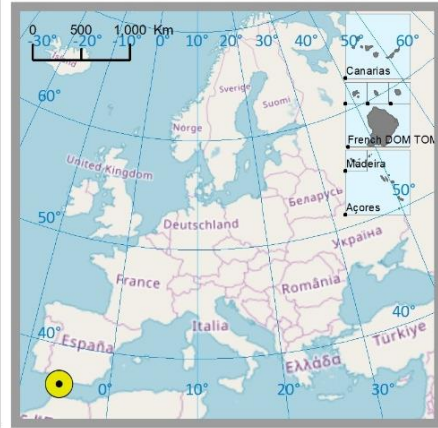 0 500 1,000 Km
-30° -20° -10° 0° 10° 20° 30° 40° 50° 60°
Ísland
Canarias
Sverige
Suomi
60°
Norge
French DOM TOM
United Kingdom
Madeira
Беларусь
50°
Açores
50°
Deutschland
Україна
France
România
Italia
40°
España
40°
Türkiye
Ελλάδα
0° 10° 20° 30°